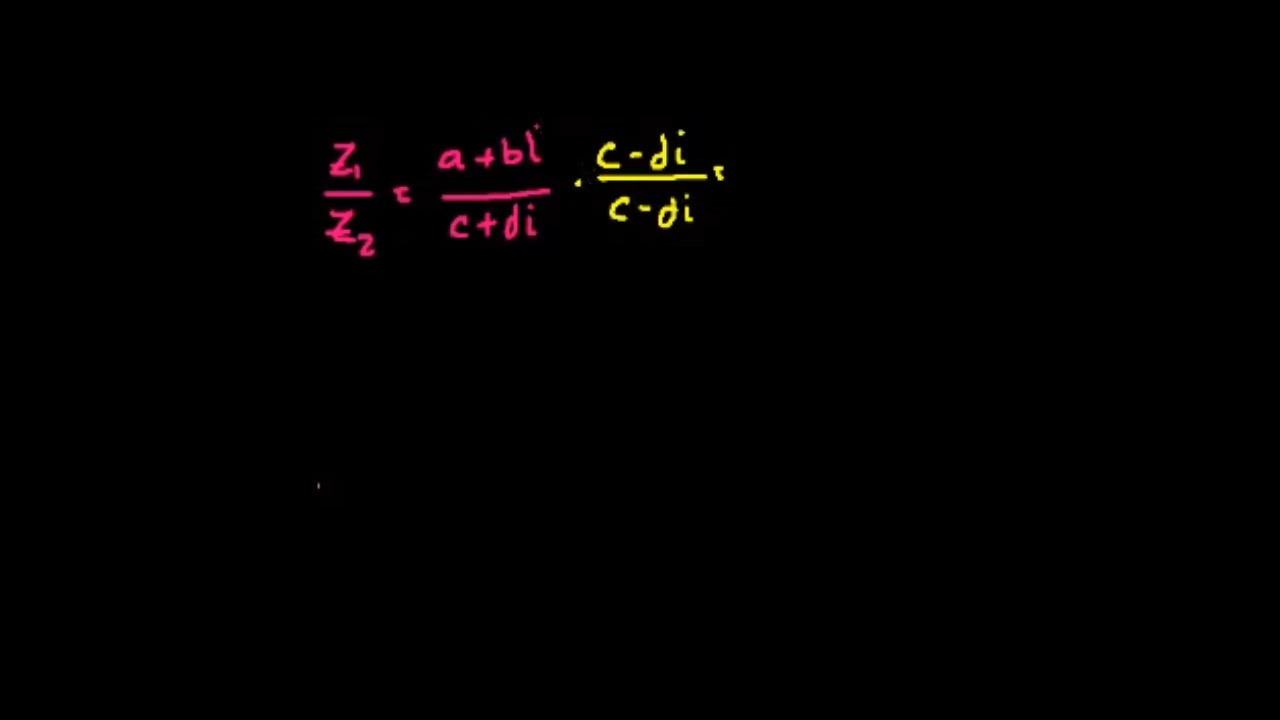 z₁/z₂ = (a+bi)/(c+di) · (c-di)/(c-di) =